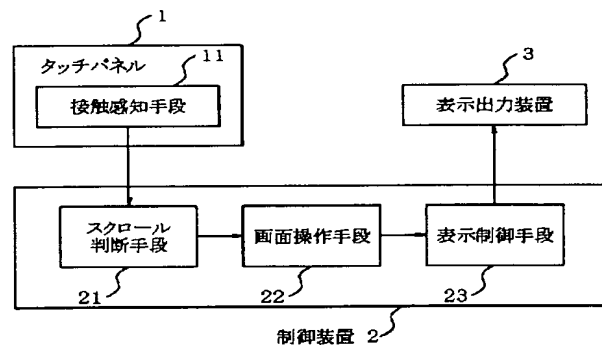 1
タッチパネル
11
接触感知手段
3
表示出力装置
スクロール
判断手段
画面操作手段
表示制御手段
21
22
23
制御装置 2